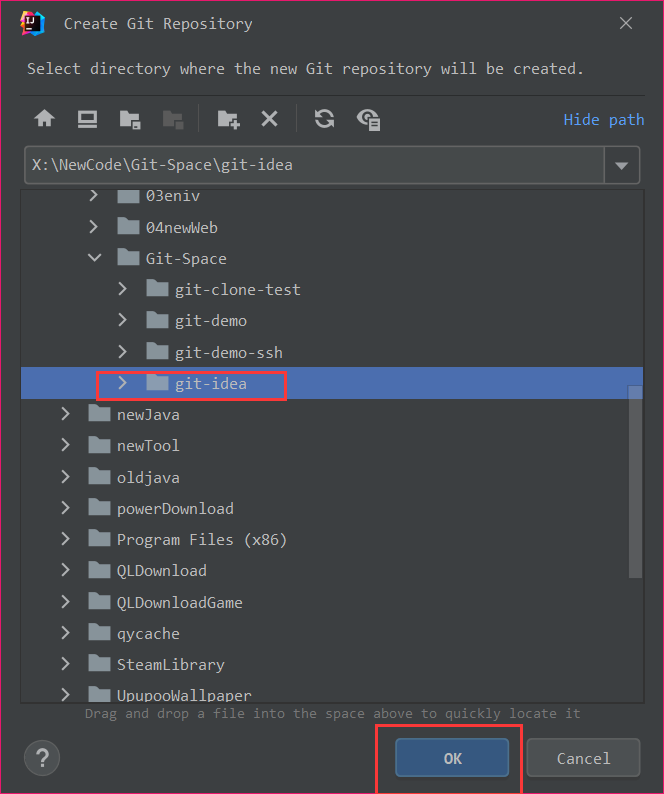 Create Git Repository
Select directory where the new Git repository will be created.
Hide path
X:\NewCode\Git-Space\git-idea
03eniv
04newWeb
Git-Space
git-clone-test
git-demo
git-demo-ssh
git-idea
newJava
newTool
oldjava
powerDownload
Program Files (x86)
QLDownload
QLDownloadGame
qycache
SteamLibrary
UpupooWallpaper
Drag and drop a file into the space above to quickly locate it
? OK Cancel